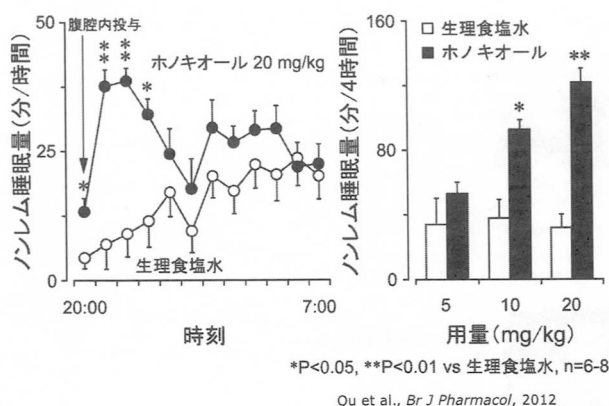 ノンレム睡眠量(分/時間)
50
25
0
腹腔内投与
*
**
**
*
ホノキオール 20 mg/kg
生理食塩水
20:00
7:00
時刻
ノンレム睡眠量(分/4時間)
160
80
0
生理食塩水
ホノキオール
*
**
5 10 20
用量(mg/kg)
*P<0.05, **P<0.01 vs 生理食塩水, n=6-8
Qu et al., Br J Pharmacol, 2012